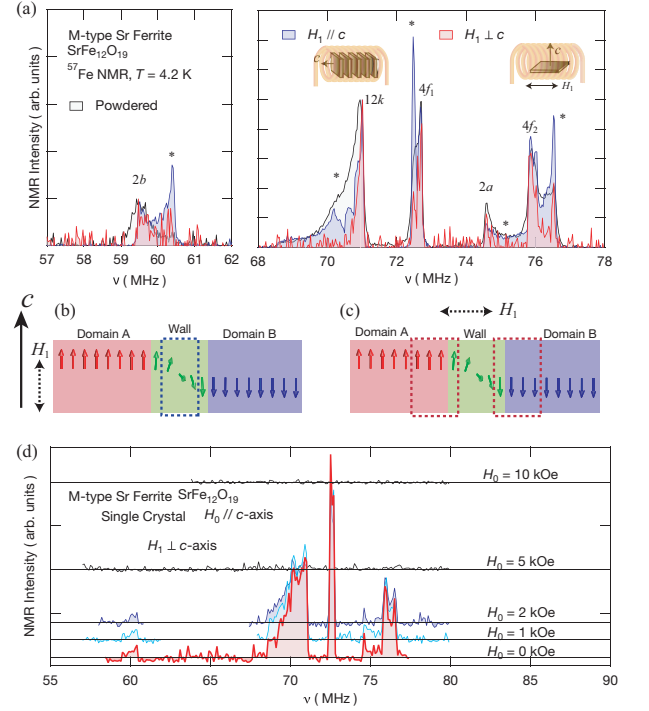 (a)
M-type Sr Ferrite
SrFe₁₂O₁₉
⁵⁷Fe NMR, T = 4.2 K
Powdered
2b
*
NMR Intensity ( arb. units )
57 58 59 60 61 62
ν ( MHz )
H₁ // c
H₁ ⊥ c
c
c
H₁
*
12k
4f₁
*
2a
*
4f₂
*
68 70 72 74 76 78
ν ( MHz )
c
H₁
(b)
Domain A
Wall
Domain B
(c)
H₁
Domain A
Wall
Domain B
(d)
M-type Sr Ferrite SrFe₁₂O₁₉
Single Crystal H₀ // c-axis
H₁ ⊥ c-axis
H₀ = 10 kOe
H₀ = 5 kOe
H₀ = 2 kOe
H₀ = 1 kOe
H₀ = 0 kOe
NMR Intensity ( arb. units )
55 60 65 70 75 80 85 90
ν ( MHz )